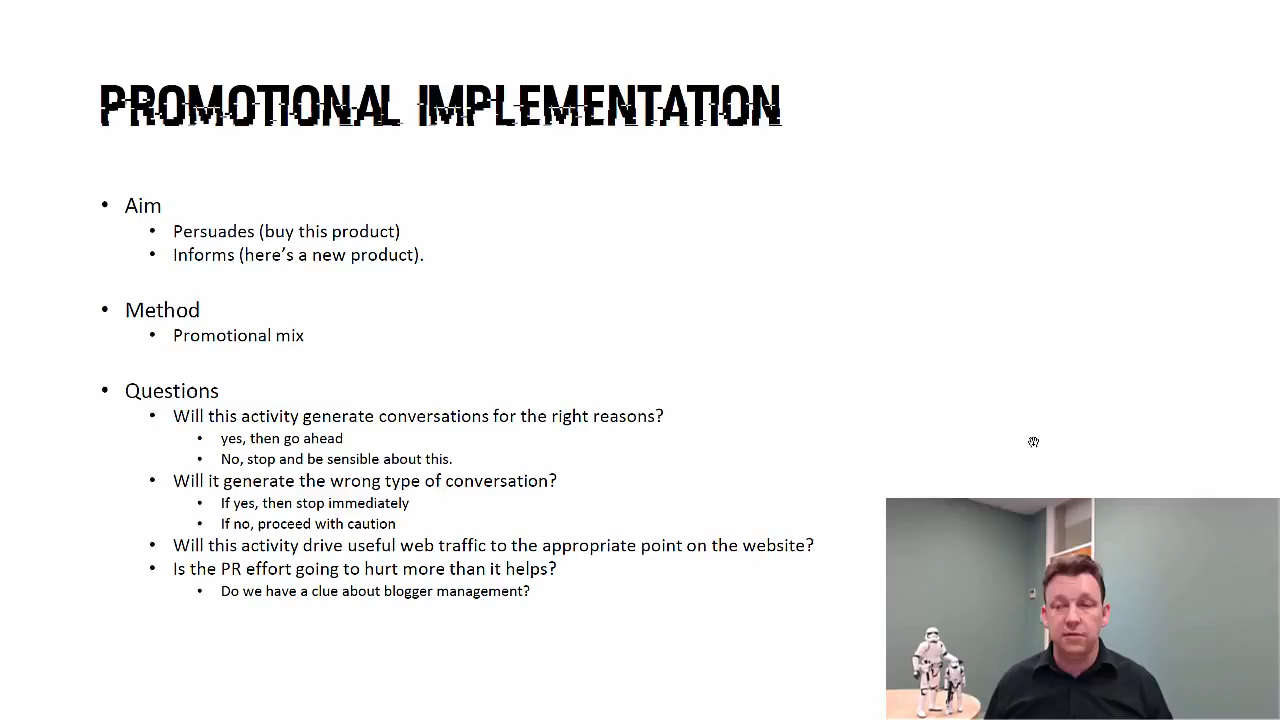 PROMOTIONAL IMPLEMENTATION
• Aim
• Persuades (buy this product)
• Informs (here's a new product).
• Method
• Promotional mix
• Questions
• Will this activity generate conversations for the right reasons?
• yes, then go ahead
• No, stop and be sensible about this.
• Will it generate the wrong type of conversation?
• If yes, then stop immediately
• If no, proceed with caution
• Will this activity drive useful web traffic to the appropriate point on the website?
• Is the PR effort going to hurt more than it helps?
• Do we have a clue about blogger management?